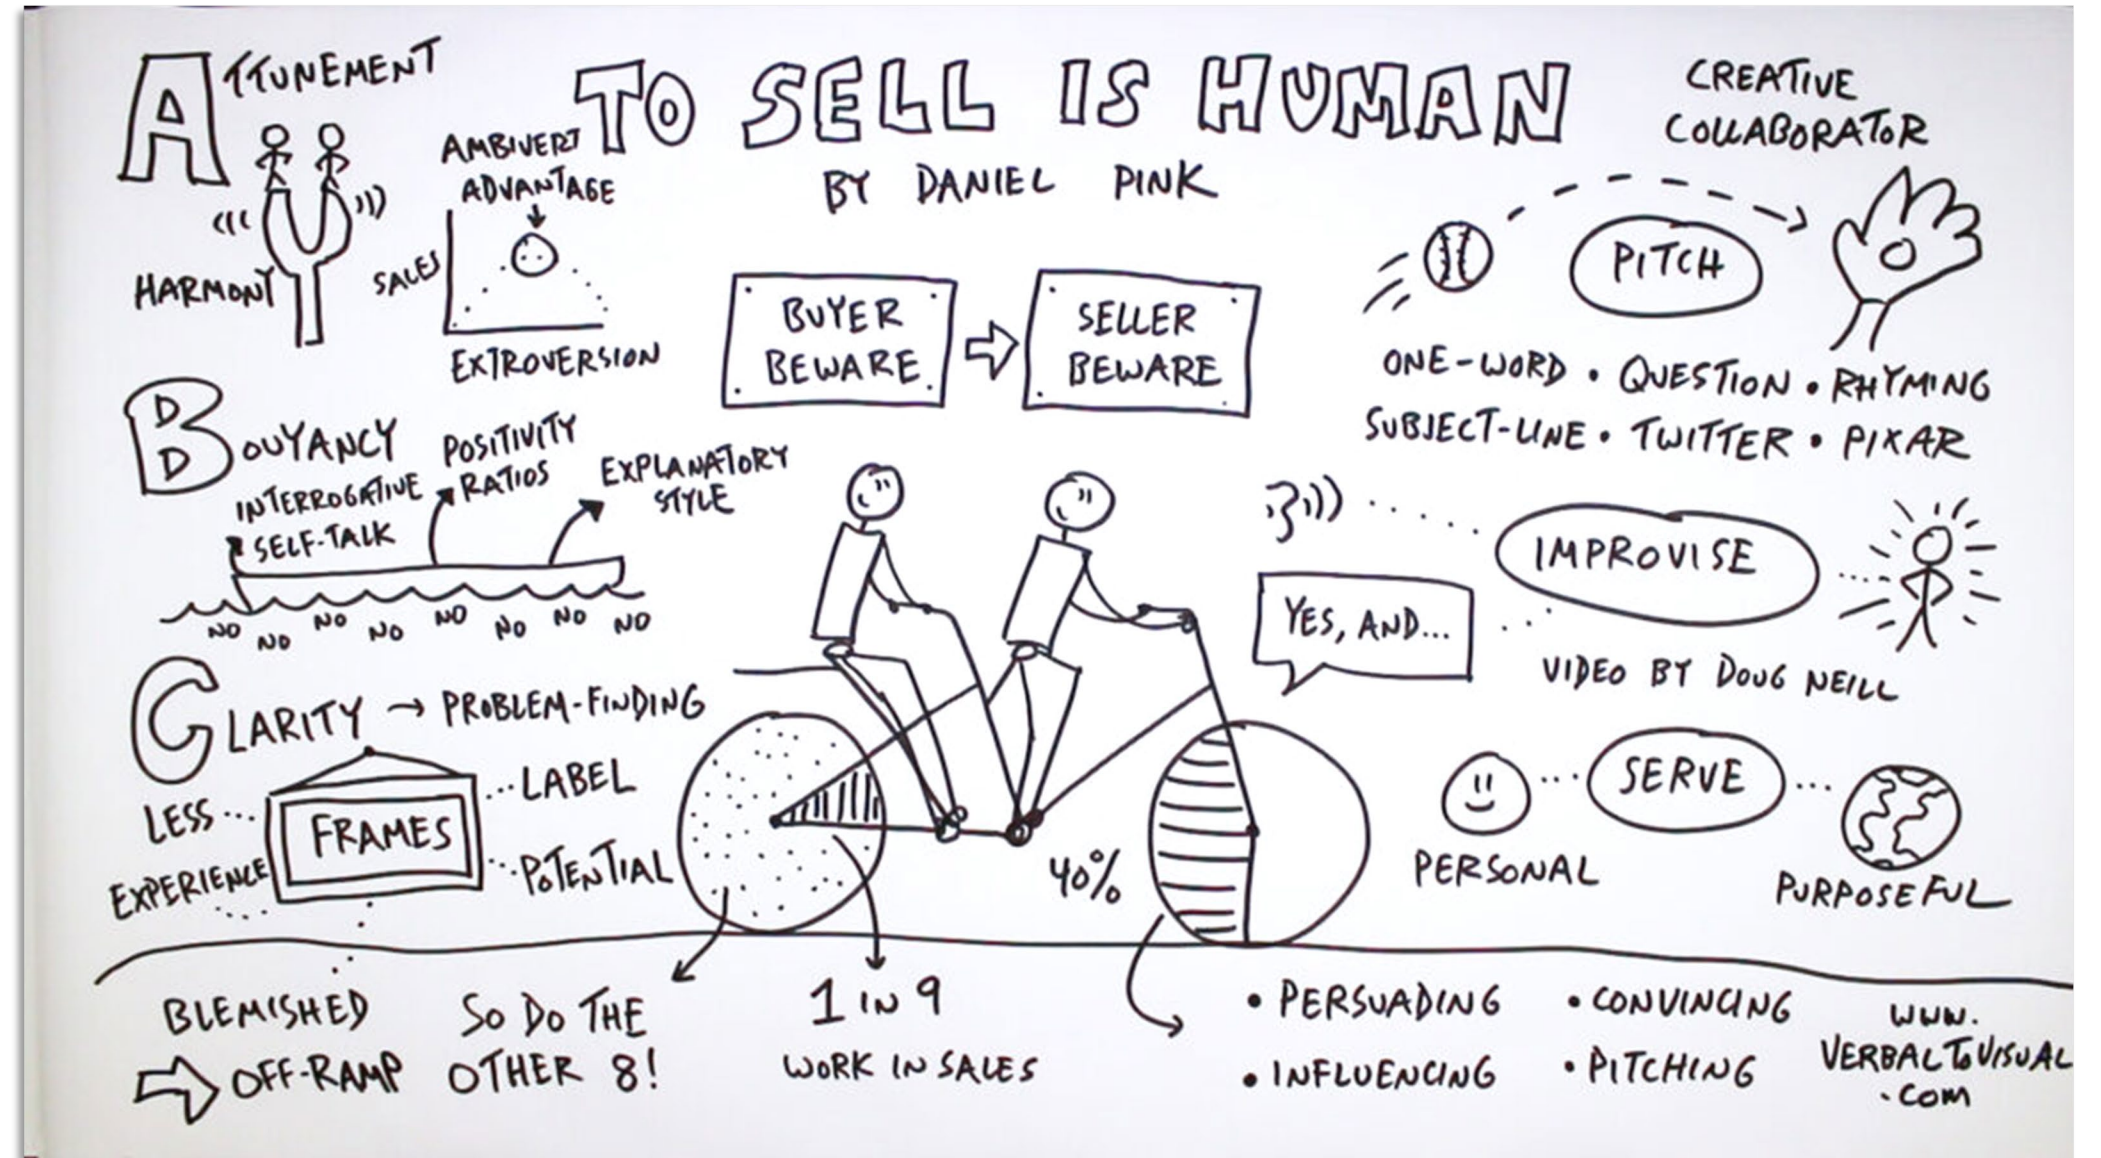 ATTUNEMENT
HARMONY
AMBIVERT
ADVANTAGE
SALES
EXTROVERSION
TO SELL IS HUMAN
BY DANIEL PINK
BUYER
BEWARE
SELLER
BEWARE
CREATIVE
COLLABORATOR
PITCH
ONE-WORD • QUESTION • RHYMING
SUBJECT-LINE • TWITTER • PIXAR
BOUYANCY
INTERROGATIVE
SELF-TALK
POSITIVITY
RATIOS
EXPLANATORY
STYLE
NO NO NO NO NO NO NO NO
IMPROVISE
YES, AND...
VIDEO BY DOUG NEILL
CLARITY → PROBLEM-FINDING
LESS
EXPERIENCE
FRAMES
LABEL
POTENTIAL
40%
SERVE
PERSONAL
PURPOSEFUL
BLEMISHED
OFF-RAMP
SO DO THE
OTHER 8!
1 IN 9
WORK IN SALES
• PERSUADING
• CONVINCING
• INFLUENCING
• PITCHING
WWW.
VERBALTOVISUAL
.COM